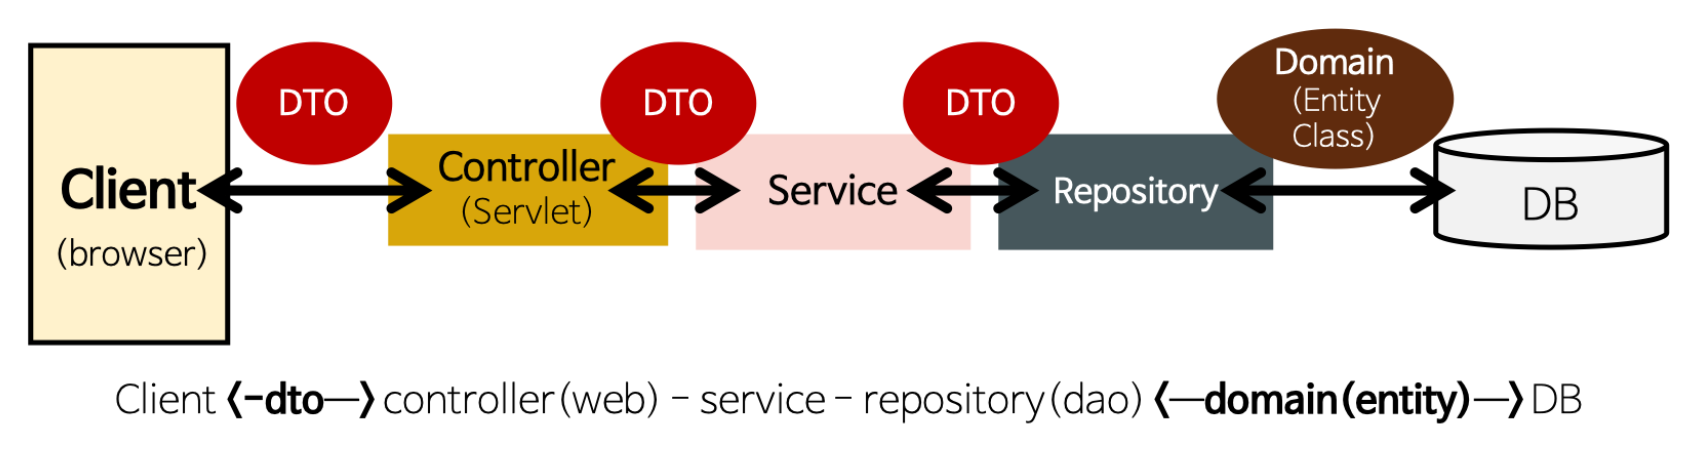 DTO
DTO
DTO
Domain
(Entity
Class)
Client
(browser)
Controller
(Servlet)
Service
Repository
DB
Client <-dto—> controller(web) - service - repository(dao) <—domain(entity)—> DB